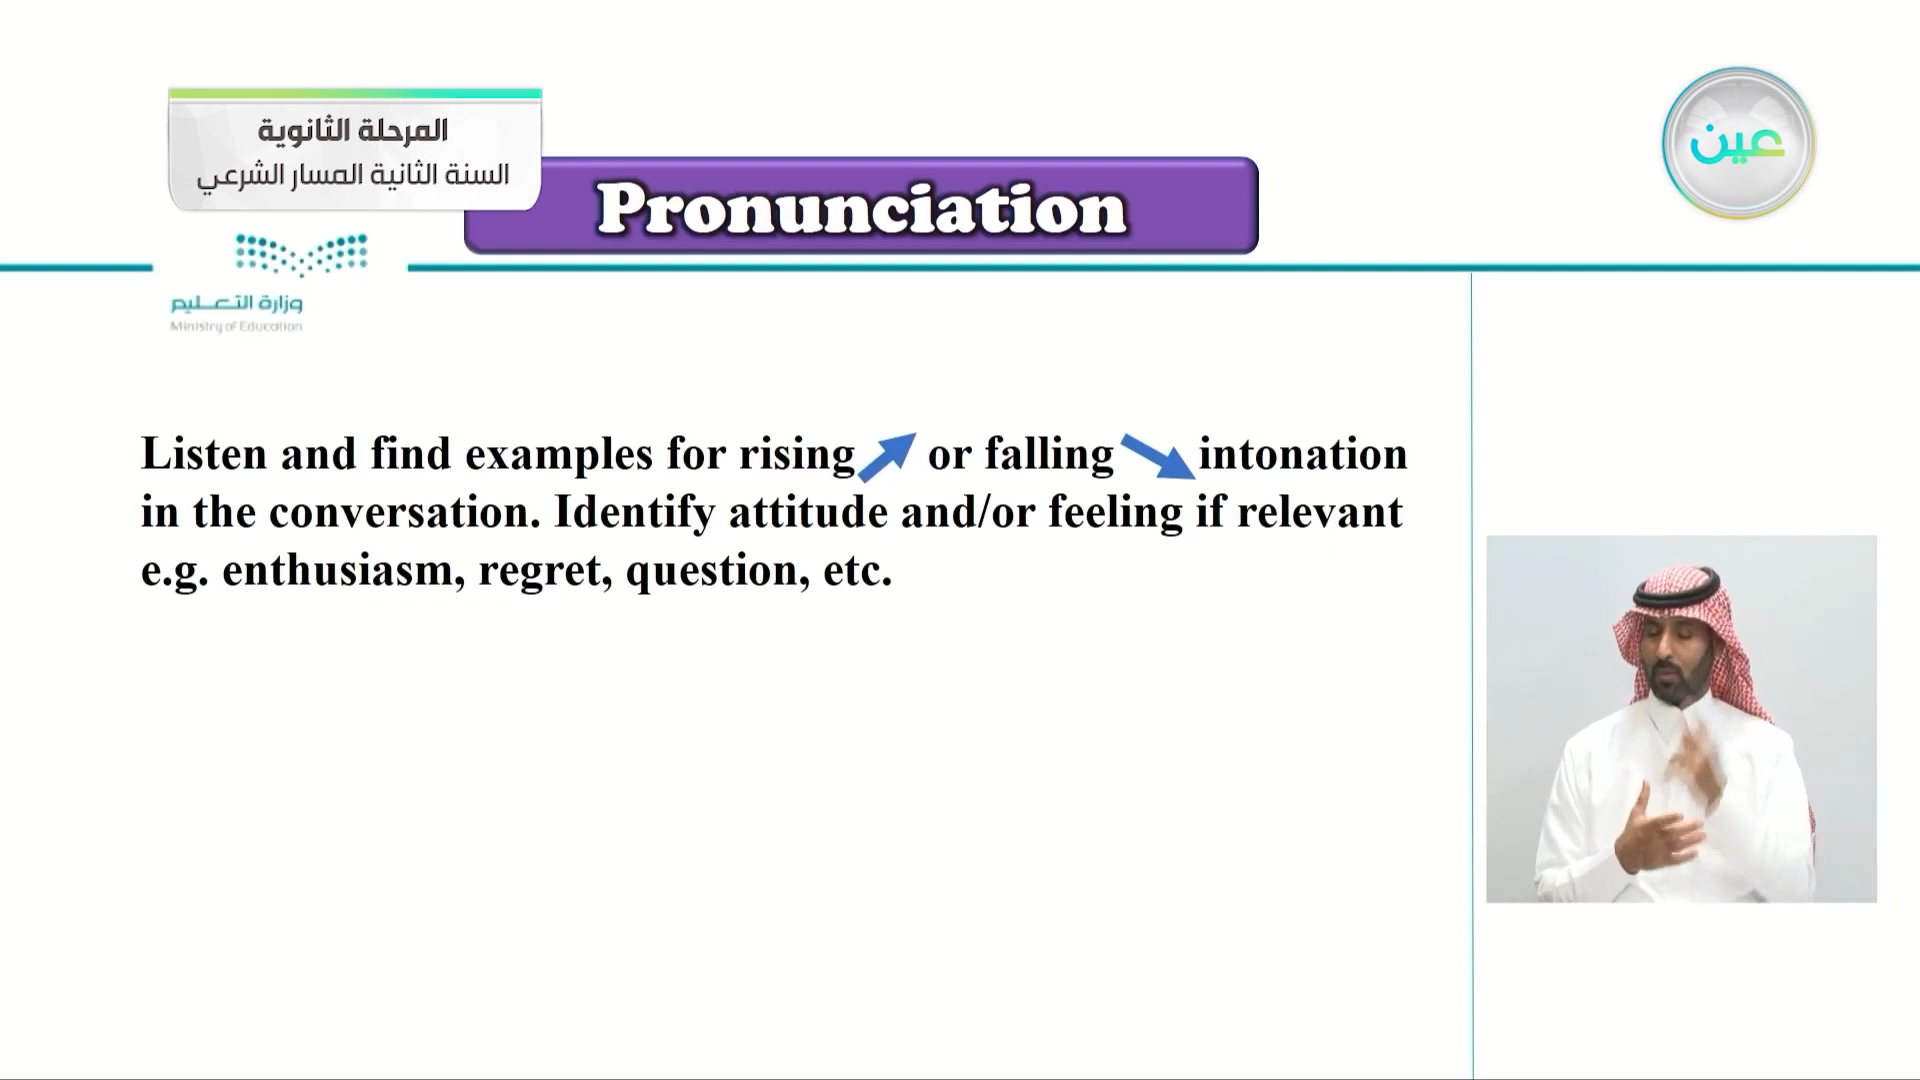 المرحلة الثانوية
السنة الثانية المسار الشرعي
عين
Pronunciation
وزارة التعليم
Ministry of Education
Listen and find examples for rising or falling intonation
in the conversation. Identify attitude and/or feeling if relevant
e.g. enthusiasm, regret, question, etc.